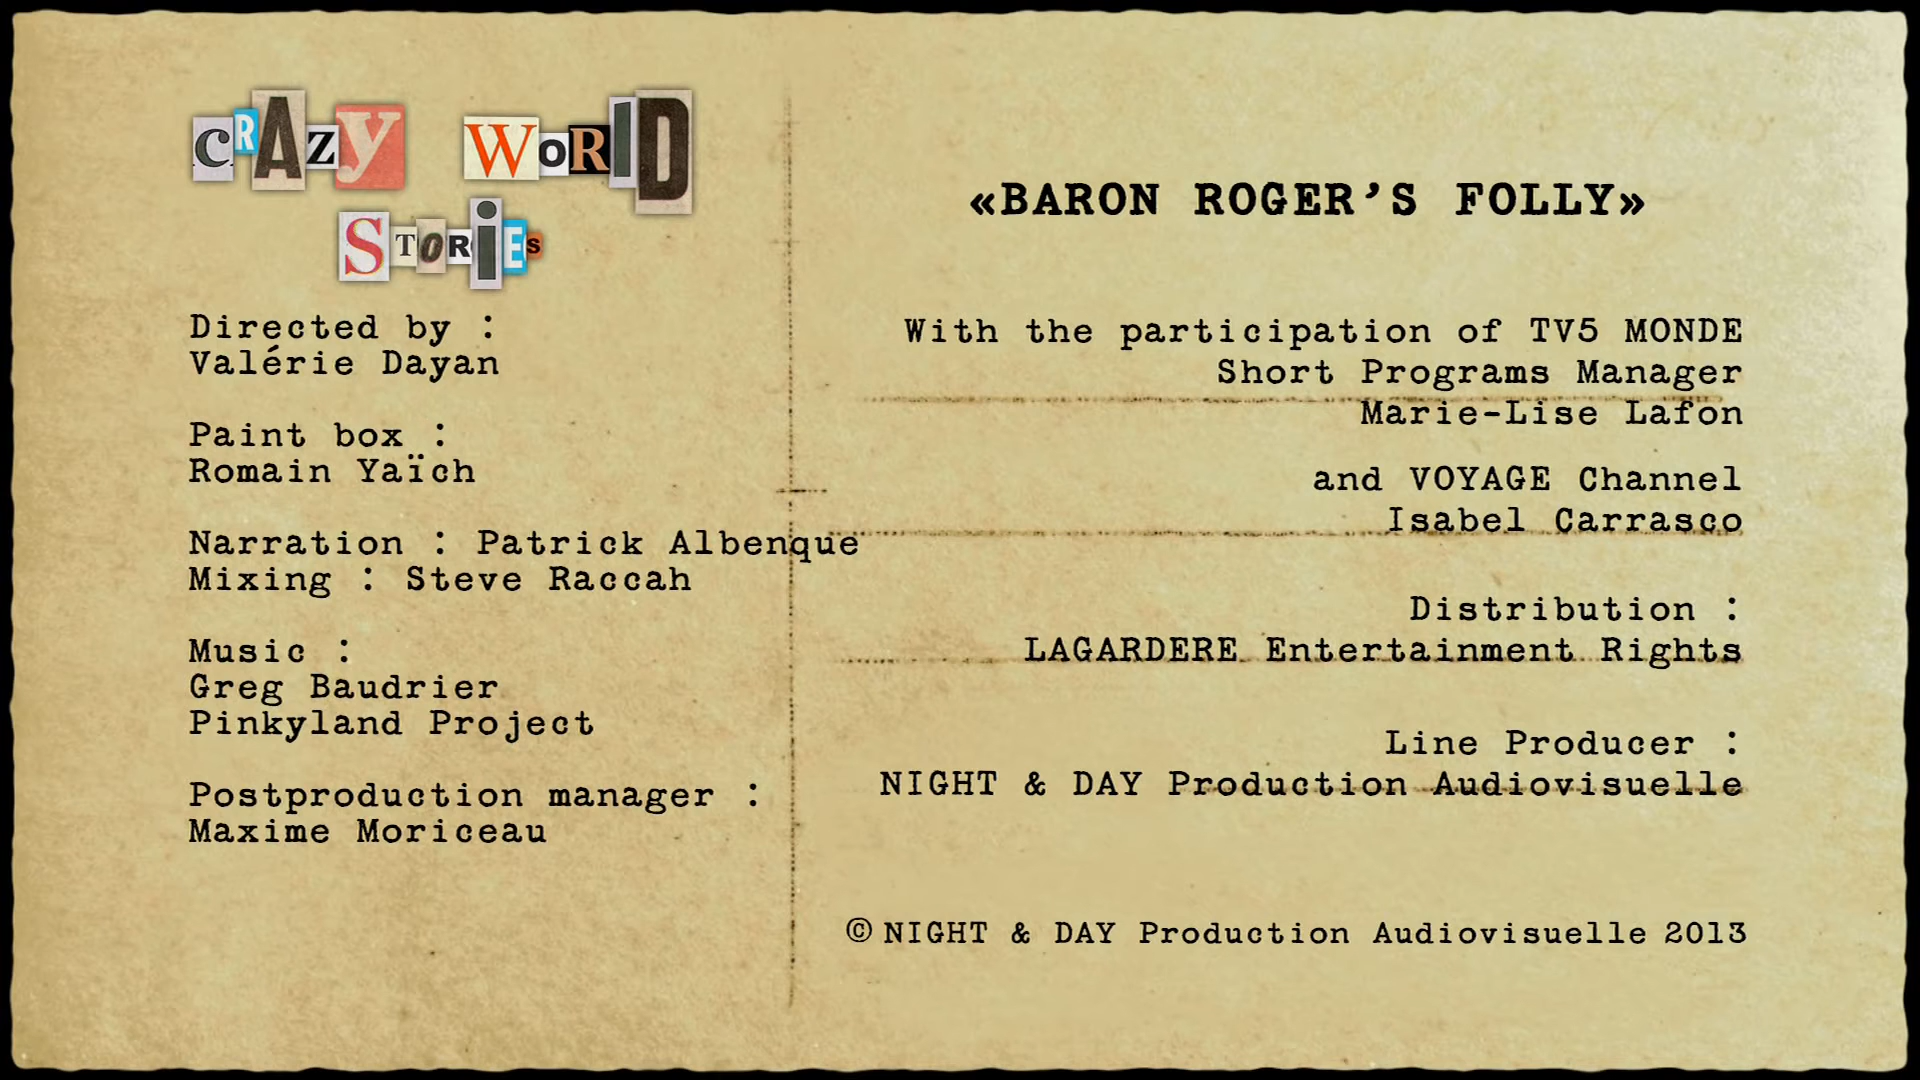 CRAZY WORlD
STORiEs
Directed by :
Valérie Dayan
Paint box :
Romain Yaïch
Narration : Patrick Albenque
Mixing : Steve Raccah
Music :
Greg Baudrier
Pinkyland Project
Postproduction manager :
Maxime Moriceau
«BARON ROGER'S FOLLY»
With the participation of TV5 MONDE
Short Programs Manager
Marie-Lise Lafon
and VOYAGE Channel
Isabel Carrasco
Distribution :
LAGARDERE Entertainment Rights
Line Producer :
NIGHT & DAY Production Audiovisuelle
© NIGHT & DAY Production Audiovisuelle 2013